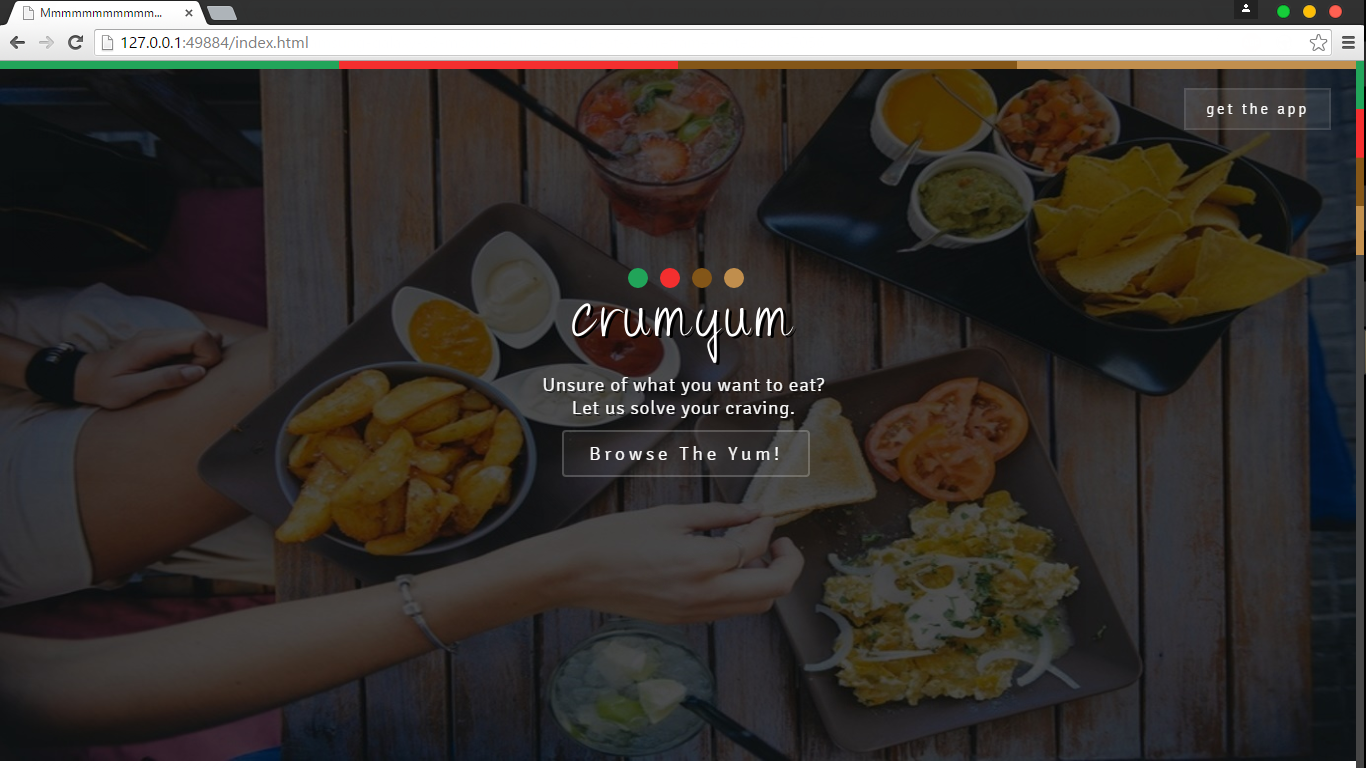 Mmmmmmmmmmm...
127.0.0.1:49884/index.html
get the app
crumyum
Unsure of what you want to eat?
Let us solve your craving.
Browse The Yum!